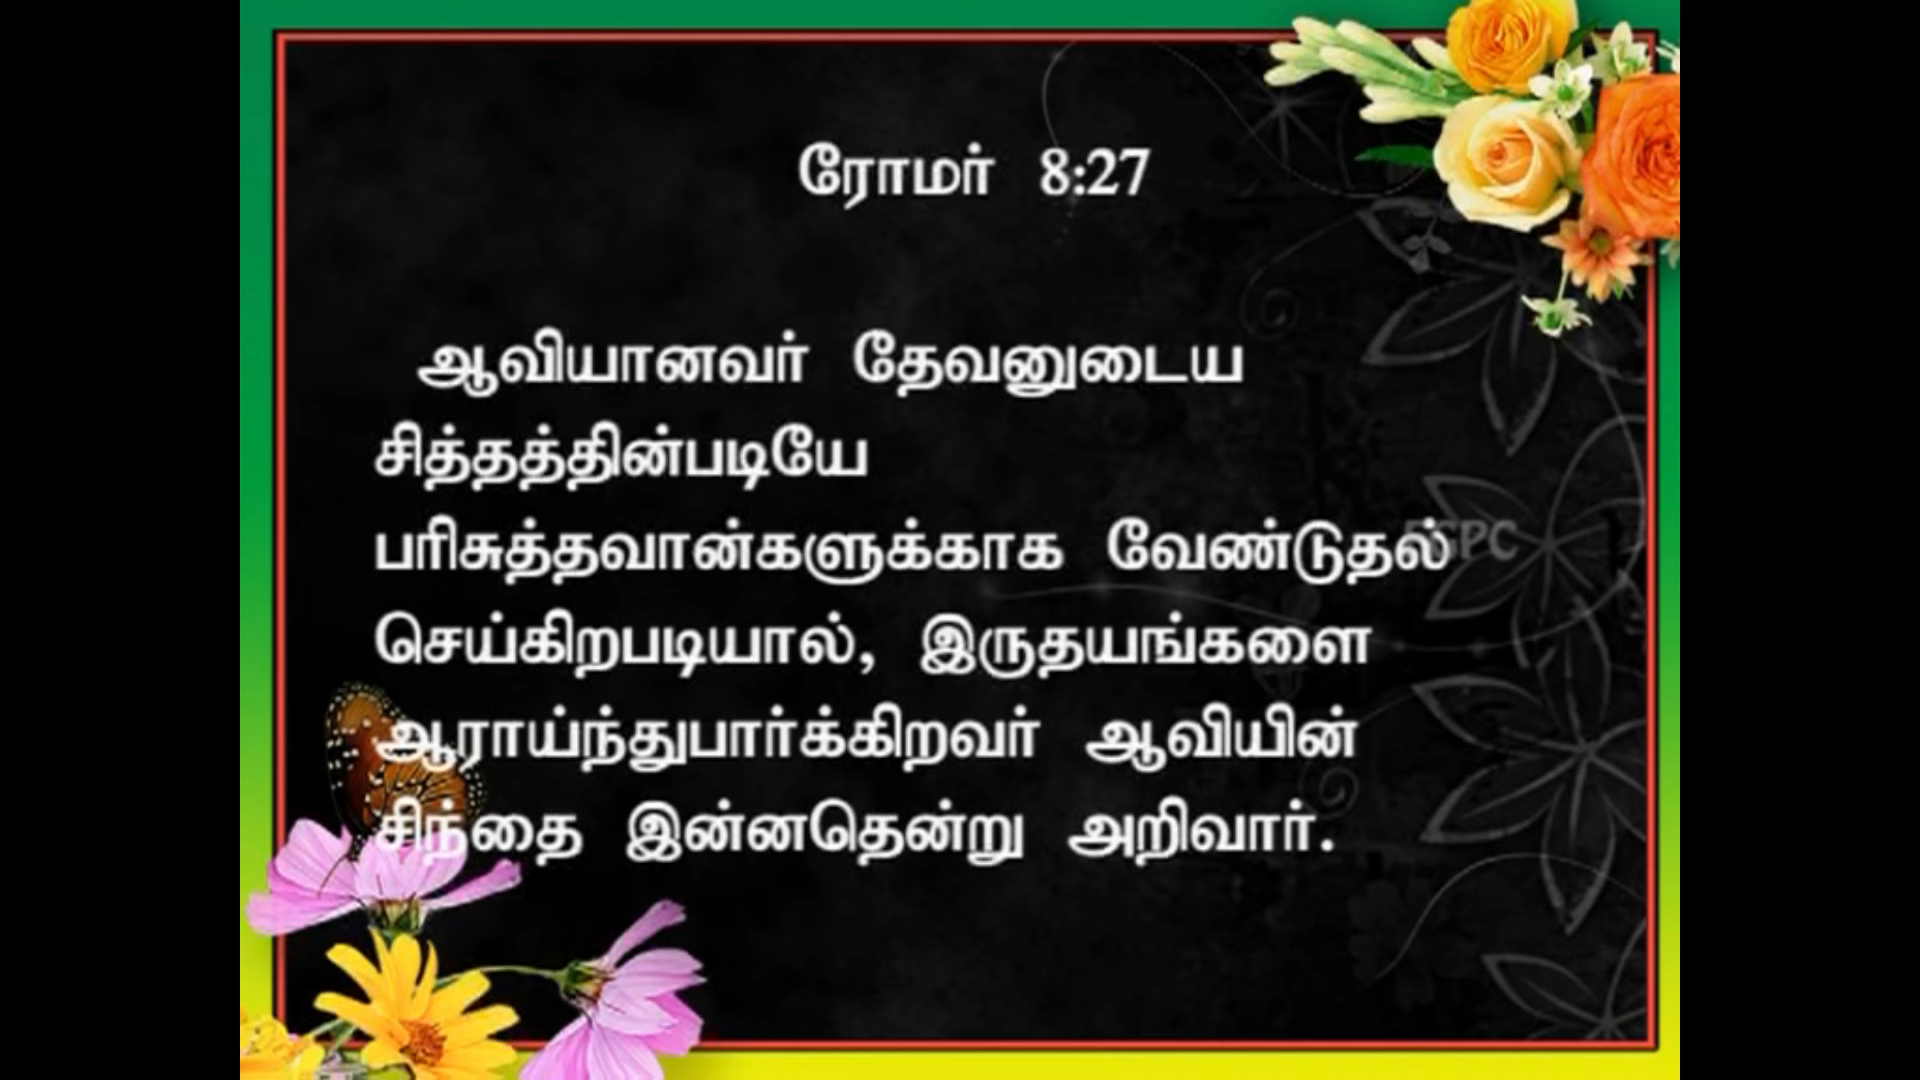 ரோமர் 8:27
ஆவியானவர் தேவனுடைய
சித்தத்தின்படியே
பரிசுத்தவான்களுக்காக வேண்டுதல்
செய்கிறபடியால், இருதயங்களை
ஆராய்ந்துபார்க்கிறவர் ஆவியின்
சிந்தை இன்னதென்று அறிவார்.